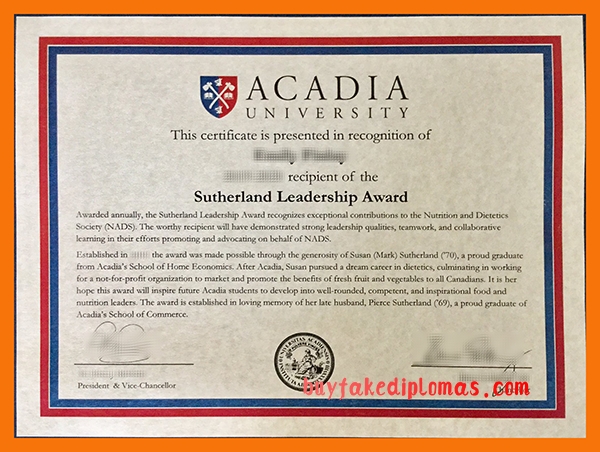 ACADIA
UNIVERSITY
This certificate is presented in recognition of
recipient of the
Sutherland Leadership Award
Awarded annually, the Sutherland Leadership Award recognizes exceptional contributions to the Nutrition and Dietetics
Society (NADS). The worthy recipient will have demonstrated strong leadership qualities, teamwork, and collaborative
learning in their efforts promoting and advocating on behalf of NADS.
Established in the award was made possible through the generosity of Susan (Mark) Sutherland ('70), a proud graduate
from Acadia's School of Home Economics. After Acadia, Susan pursued a dream career in dietetics, culminating in working
for a not-for-profit organization to market and promote the benefits of fresh fruit and vegetables to all Canadians. It is her
hope this award will inspire future Acadia students to develop into well-rounded, competent, and inspirational food and
nutrition leaders. The award is established in loving memory of her late husband, Pierce Sutherland ('69), a proud graduate of
Acadia's School of Commerce.
President & Vice-Chancellor
buyfakediplomas.com